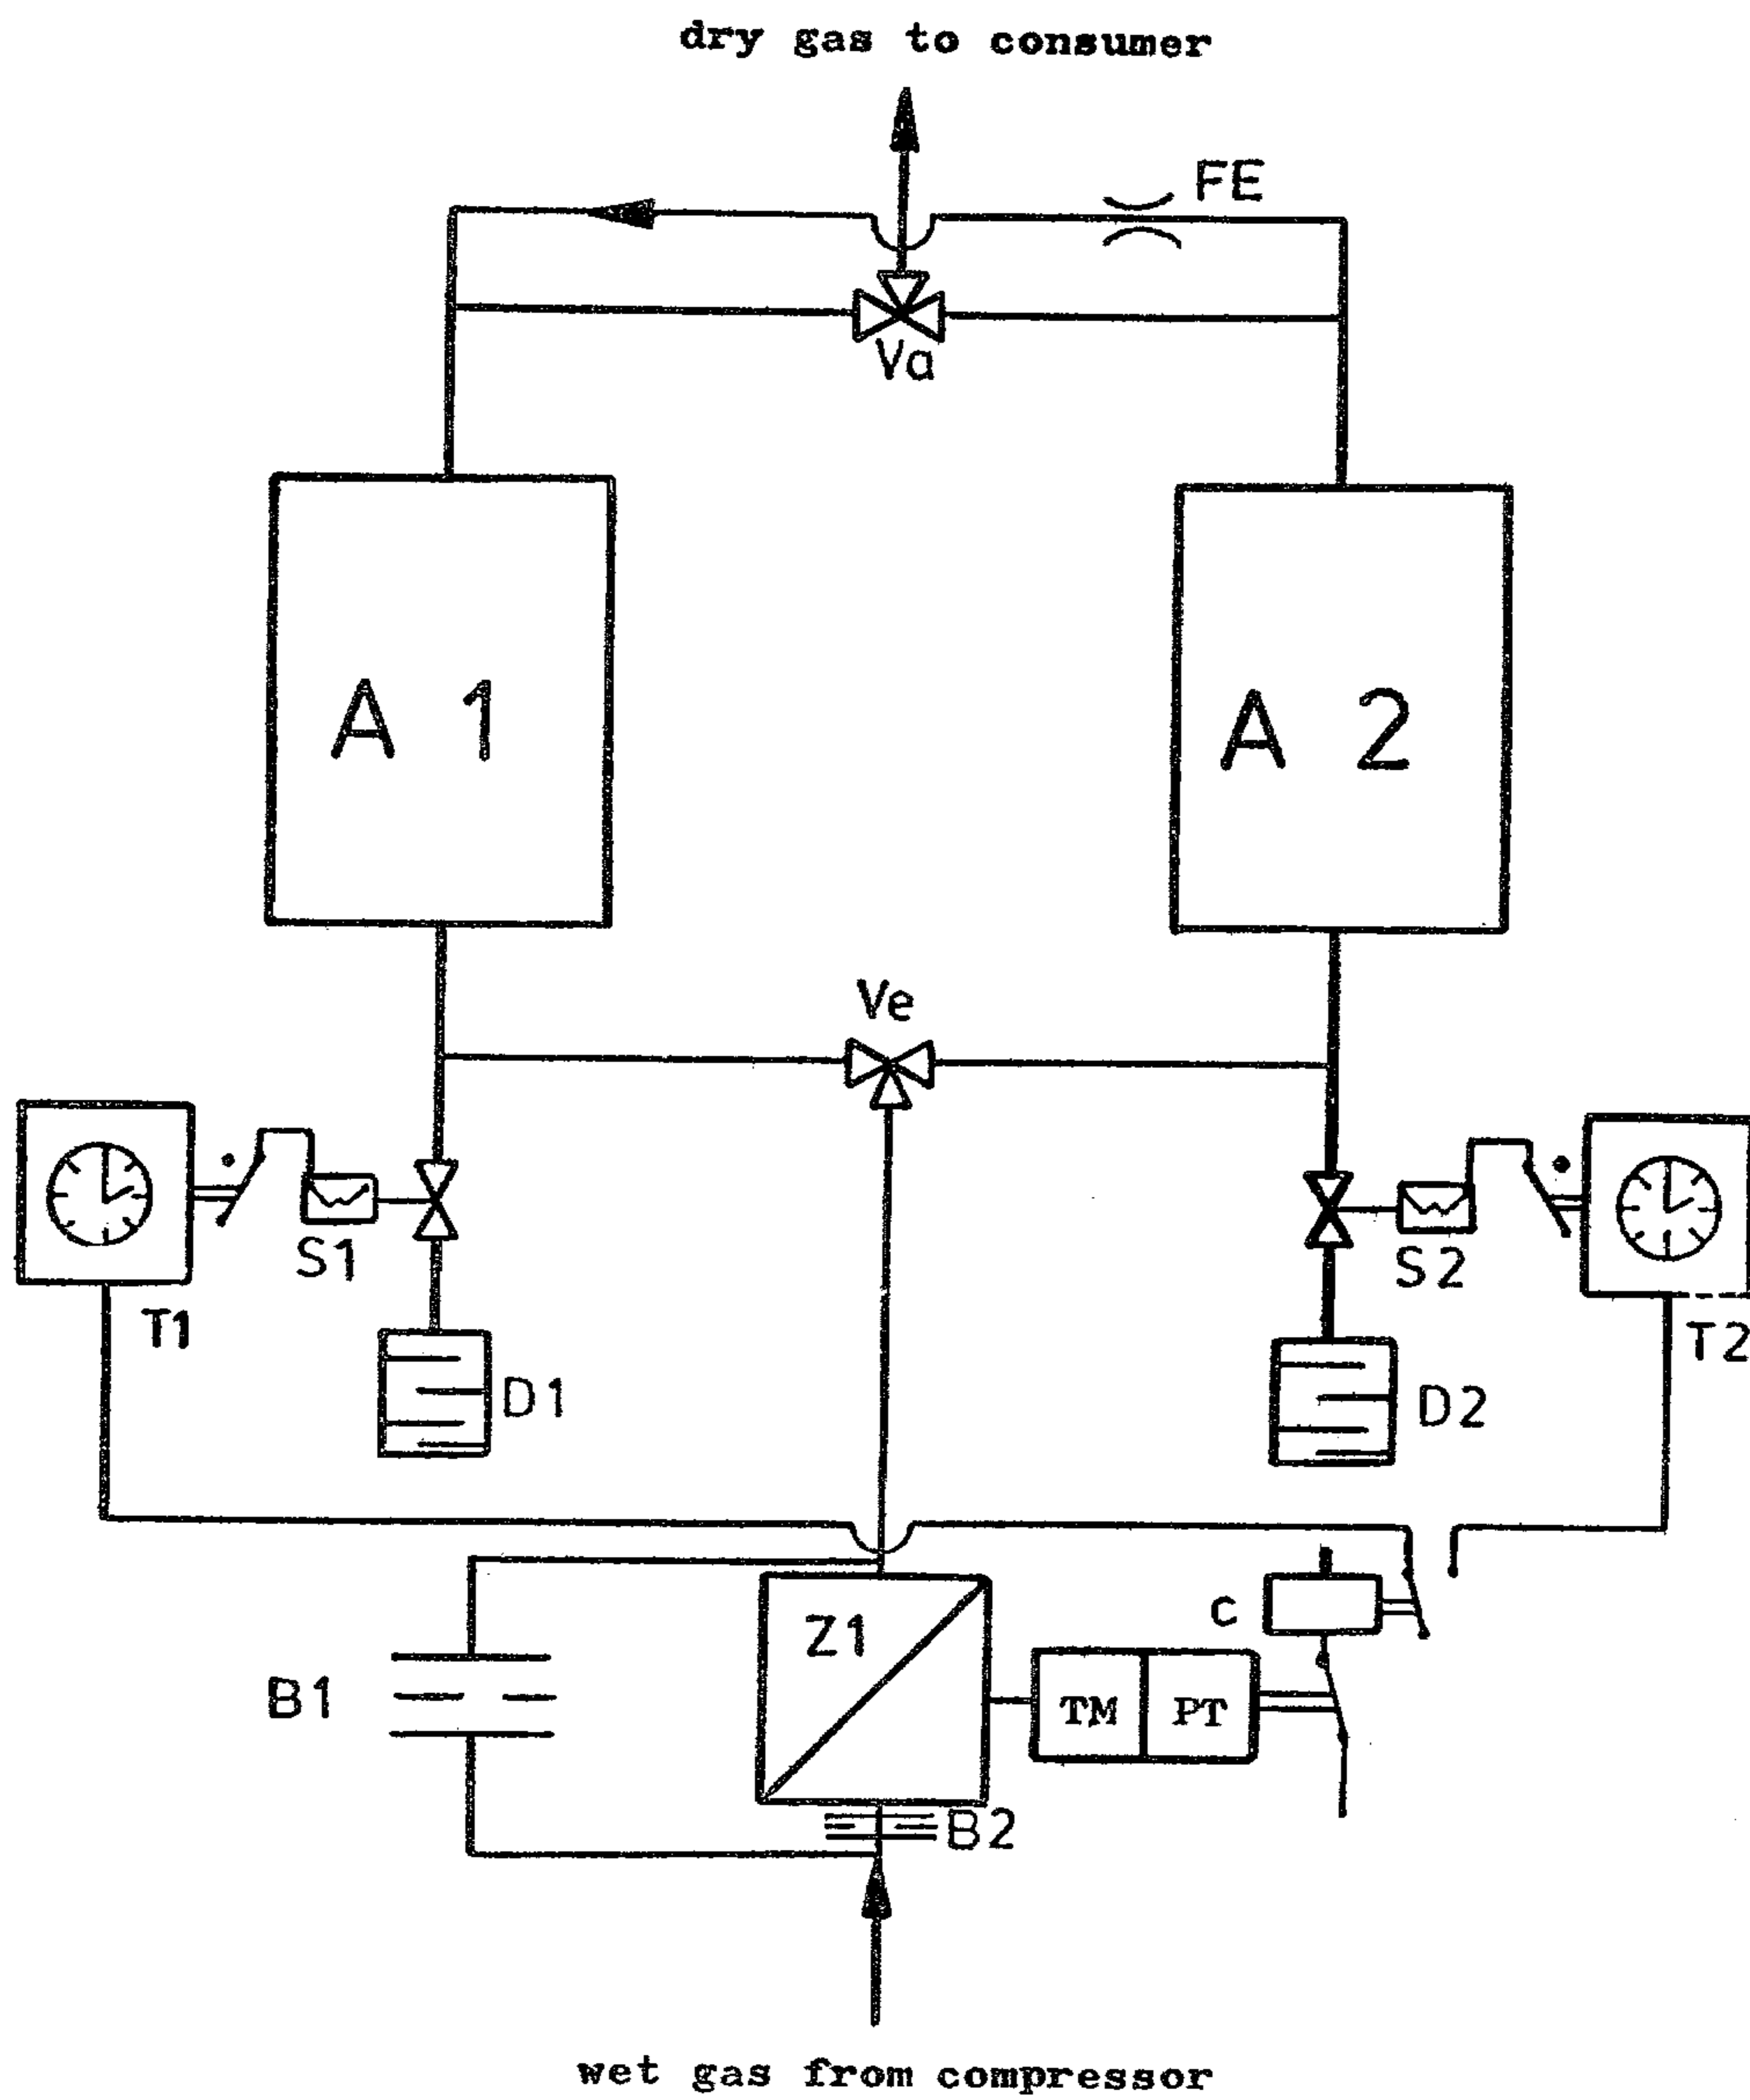 dry gas to consumer
FE
Va
A 1
A 2
Ve
S1
S2
T1
T2
D1
D2
C
Z1
B1
TM PT
B2
wet gas from compressor